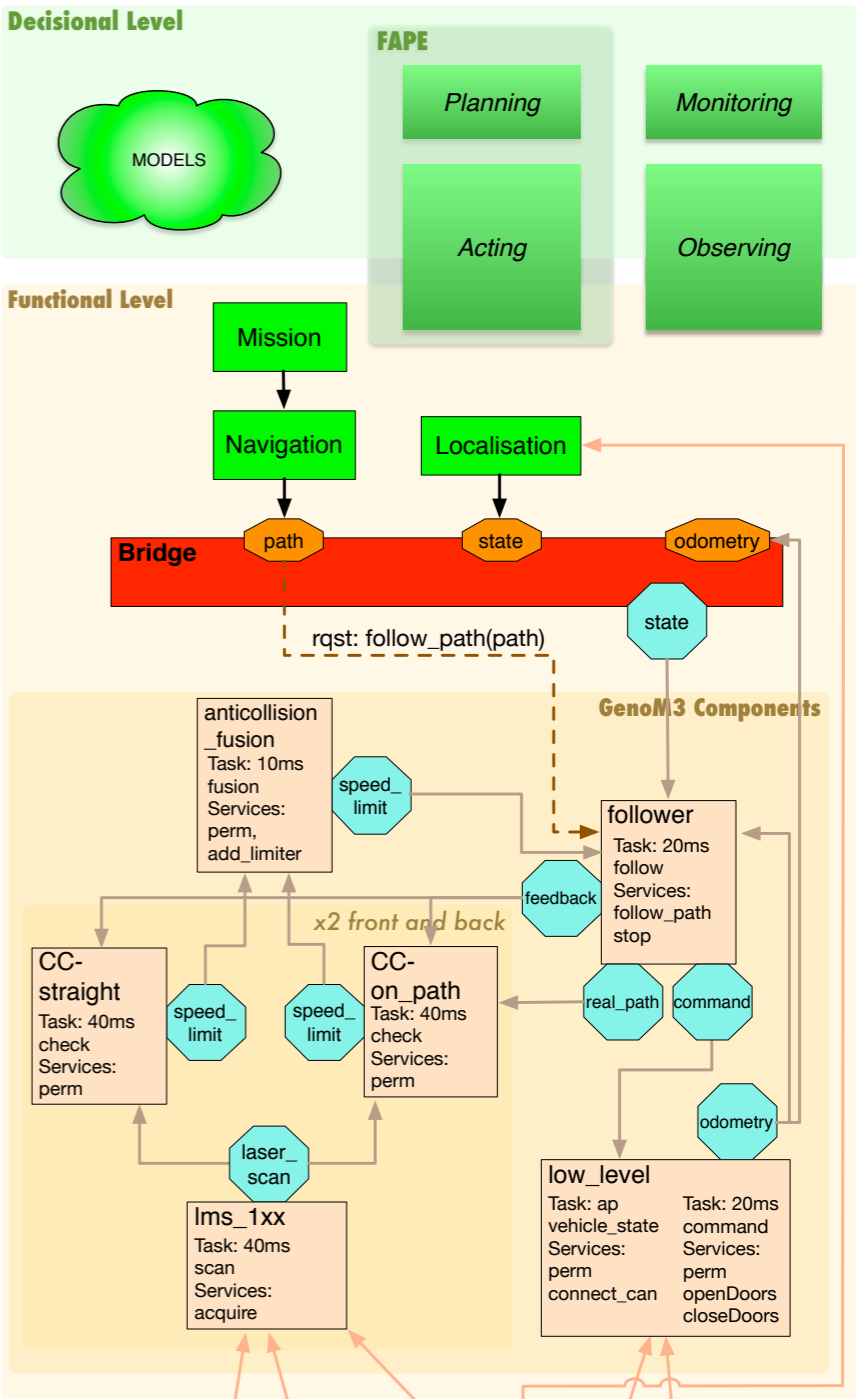 Decisional Level
FAPE
MODELS
Planning
Monitoring
Acting
Observing
Functional Level
Mission
Navigation
Localisation
Bridge
path
state
odometry
state
rqst: follow_path(path)
GenoM3 Components
anticollision
_fusion
Task: 10ms
fusion
Services:
perm,
add_limiter
speed_
limit
follower
Task: 20ms
follow
Services:
follow_path
stop
feedback
x2 front and back
CC-
straight
Task: 40ms
check
Services:
perm
speed_
limit
speed_
limit
CC-
on_path
Task: 40ms
check
Services:
perm
real_path
command
odometry
laser_
scan
lms_1xx
Task: 40ms
scan
Services:
acquire
low_level
Task: ap
vehicle_state
Services:
perm
connect_can
Task: 20ms
command
Services:
perm
openDoors
closeDoors